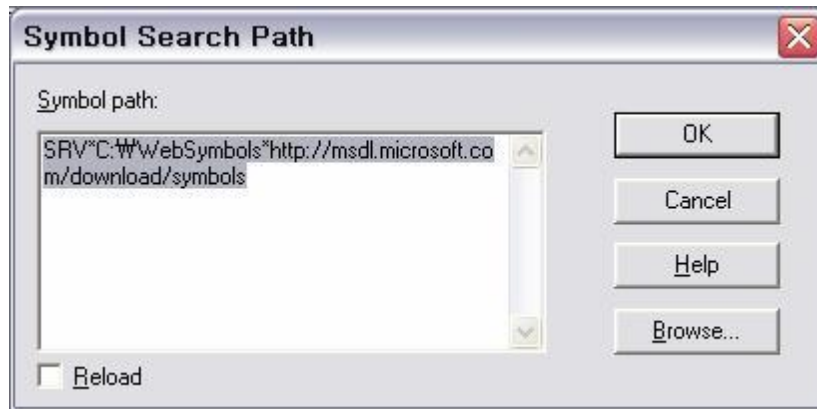 Symbol Search Path
Symbol path:
SRV*C:₩WebSymbols*http://msdl.microsoft.co
m/download/symbols
OK
Cancel
Help
Browse...
Reload